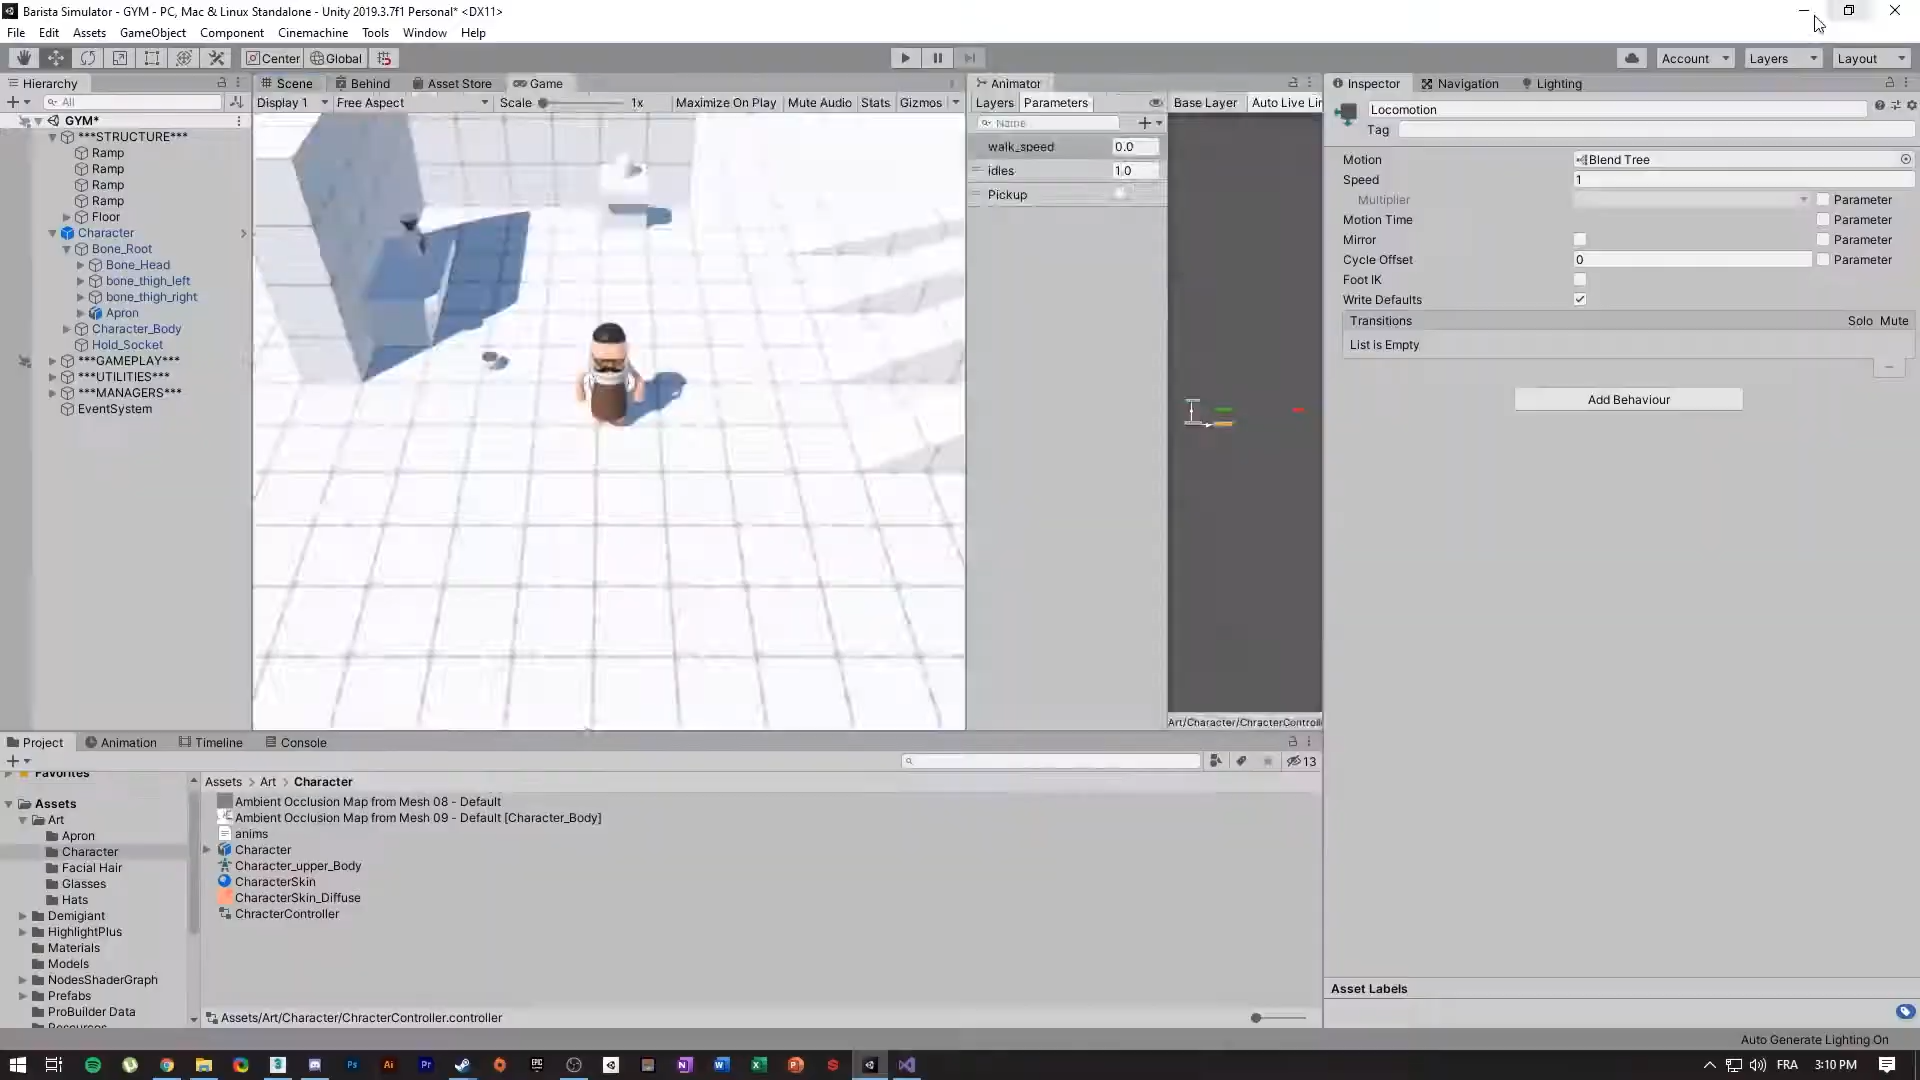 Barista Simulator - GYM - PC, Mac & Linux Standalone - Unity 2019.3.7f1 Personal* <DX11>
File Edit Assets GameObject Component Cinemachine Tools Window Help
Center Global Account Layers Layout
Hierarchy
All
GYM*
***STRUCTURE***
Ramp
Ramp
Ramp
Ramp
Floor
Character
Bone_Root
Bone_Head
bone_thigh_left
bone_thigh_right
Apron
Character_Body
Hold_Socket
***GAMEPLAY***
***UTILITIES***
***MANAGERS***
EventSystem
Scene Behind Asset Store Game
Display 1 Free Aspect Scale 1x Maximize On Play Mute Audio Stats Gizmos
Animator
Layers Parameters Base Layer Auto Live Lin
Name
walk_speed 0.0
idles 1.0
Pickup
Art/Character/ChracterControll
Inspector Navigation Lighting
Locomotion
Tag
Motion Blend Tree
Speed 1
Multiplier Parameter
Motion Time Parameter
Mirror Parameter
Cycle Offset 0 Parameter
Foot IK
Write Defaults
Transitions Solo Mute
List is Empty
Add Behaviour
Asset Labels
Project Animation Timeline Console
13
Favorites
Assets
Art
Apron
Character
Facial Hair
Glasses
Hats
Demigiant
HighlightPlus
Materials
Models
NodesShaderGraph
Prefabs
ProBuilder Data
Resources
Assets > Art > Character
Ambient Occlusion Map from Mesh 08 - Default
Ambient Occlusion Map from Mesh 09 - Default [Character_Body]
anims
Character
Character_upper_Body
CharacterSkin
CharacterSkin_Diffuse
ChracterController
Assets/Art/Character/ChracterController.controller
Auto Generate Lighting On
Ps Ai Pr EPIC N W X P S
FRA 3:10 PM